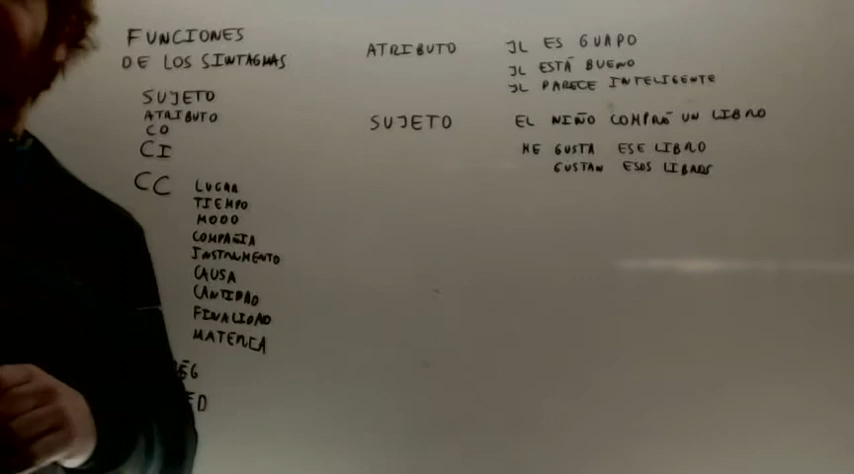 FUNCIONES
DE LOS SINTAGMAS
SUJETO
ATRIBUTO
CD
CI
CC LUGAR
TIEMPO
MODO
COMPAÑÍA
INSTRUMENTO
CAUSA
CANTIDAD
FINALIDAD
MATERIA
ATRIBUTO JL ES GUAPO
JL ESTÁ BUENO
JL PARECE INTELIGENTE
SUJETO EL NIÑO COMPRÓ UN LIBRO
ME GUSTA ESE LIBRO
GUSTAN ESOS LIBROS